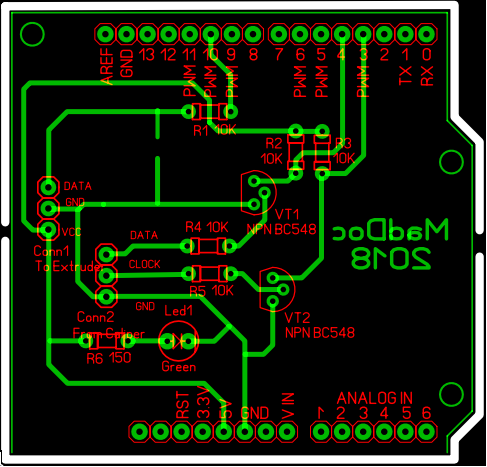 AREF GND 13 12 11 10 9 8 7 6 5 4 3 2 1 0
PWM PWM PWM PWM PWM PWM TX RX
R1 10K
R2 10K
R3 10K
DATA
GND
VCC
Conn1
To Extruder
VT1
NPN BC548
MadDoc
2018
DATA
R4 10K
CLOCK
R5 10K
GND
Conn2
From Caliper
Led1
VT2
NPN BC548
R6 150
Green
RST 3.3V 5V GND V IN
ANALOG IN
1 2 3 4 5 6